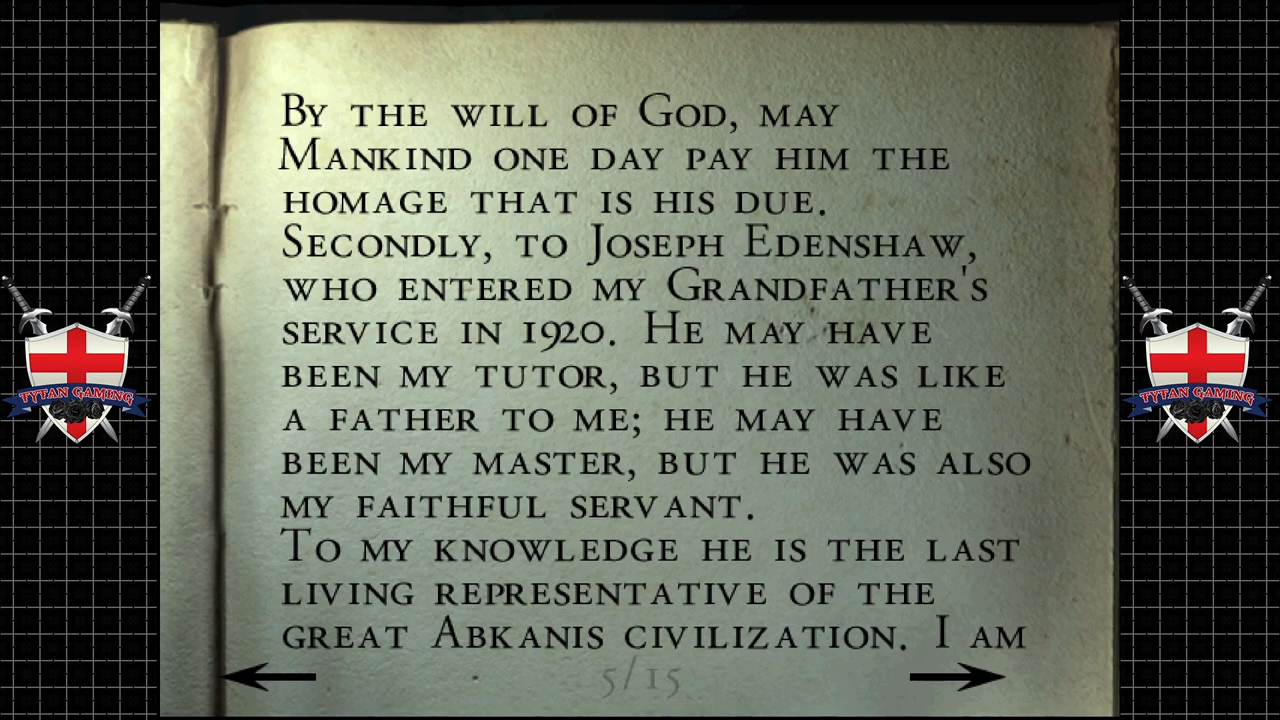 By the will of God, may
Mankind one day pay him the
homage that is his due.
Secondly, to Joseph Edenshaw,
who entered my Grandfather's
service in 1920. He may have
been my tutor, but he was like
a father to me; he may have
been my master, but he was also
my faithful servant.
To my knowledge he is the last
living representative of the
great Abkanis civilization. I am
5/15
TYTAN GAMING
TYTAN GAMING